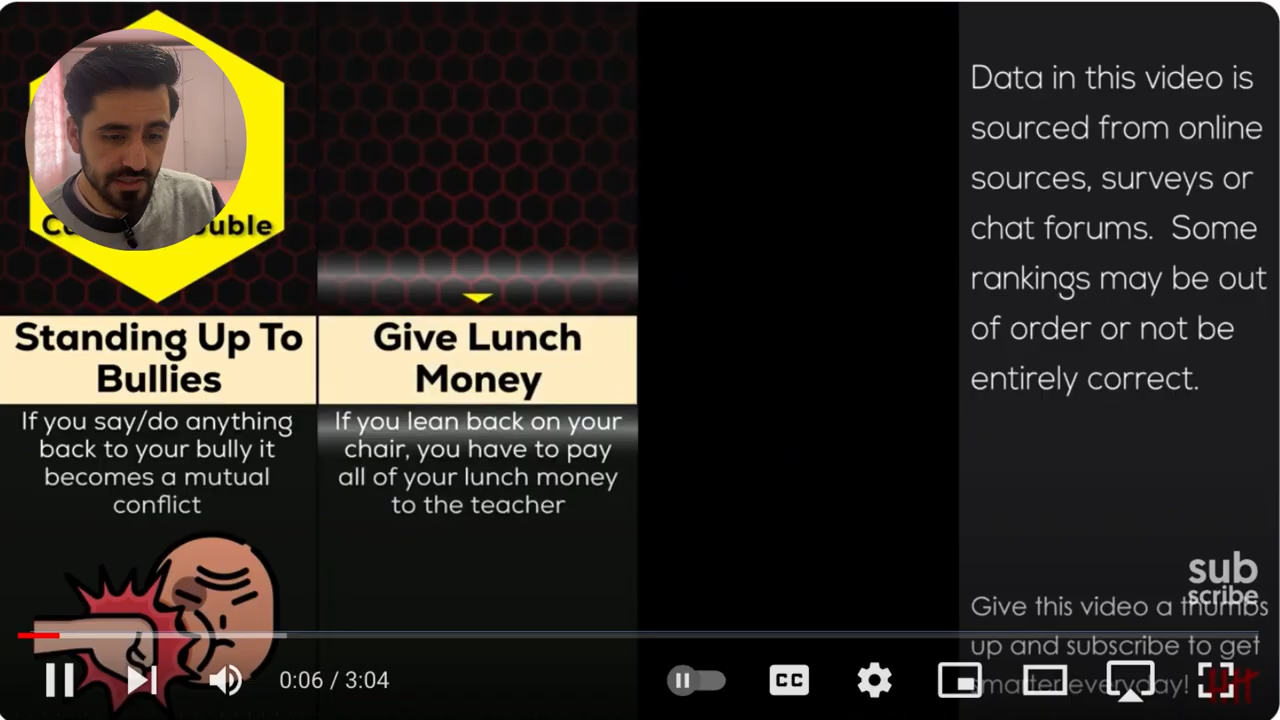 Standing Up To
Bullies
If you say/do anything
back to your bully it
becomes a mutual
conflict
Give Lunch
Money
If you lean back on your
chair, you have to pay
all of your lunch money
to the teacher
Data in this video is
sourced from online
sources, surveys or
chat forums. Some
rankings may be out
of order or not be
entirely correct.
sub
scribe
Give this video a thumbs
up and subscribe to get
smarter everyday!
0:06 / 3:04
CC